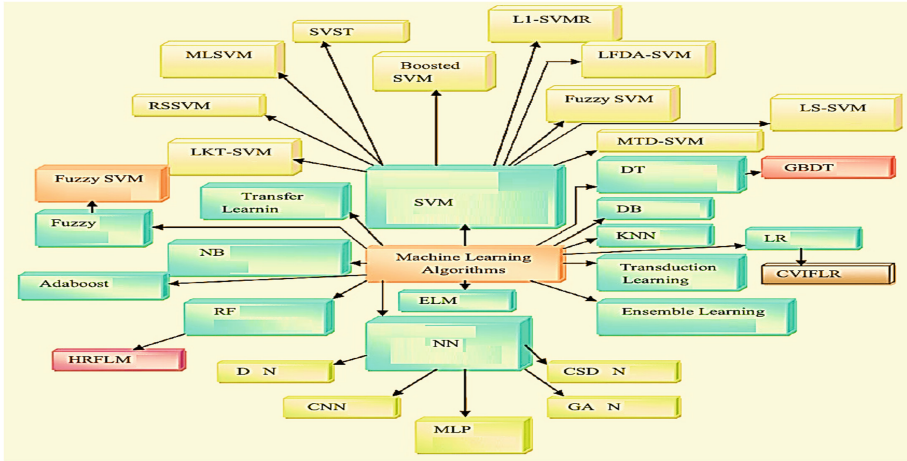 SVST
L1-SVMR
MLSVM
Boosted
SVM
LFDA-SVM
RSSVM
Fuzzy SVM
LS-SVM
LKT-SVM
MTD-SVM
Fuzzy SVM
Transfer
Learnin
SVM
DT
GBDT
Fuzzy
DB
KNN
LR
NB
Machine Learning
Algorithms
Transduction
Learning
CVIFLR
Adaboost
ELM
RF
Ensemble Learning
NN
HRFLM
D N
CSD N
CNN
GA N
MLP